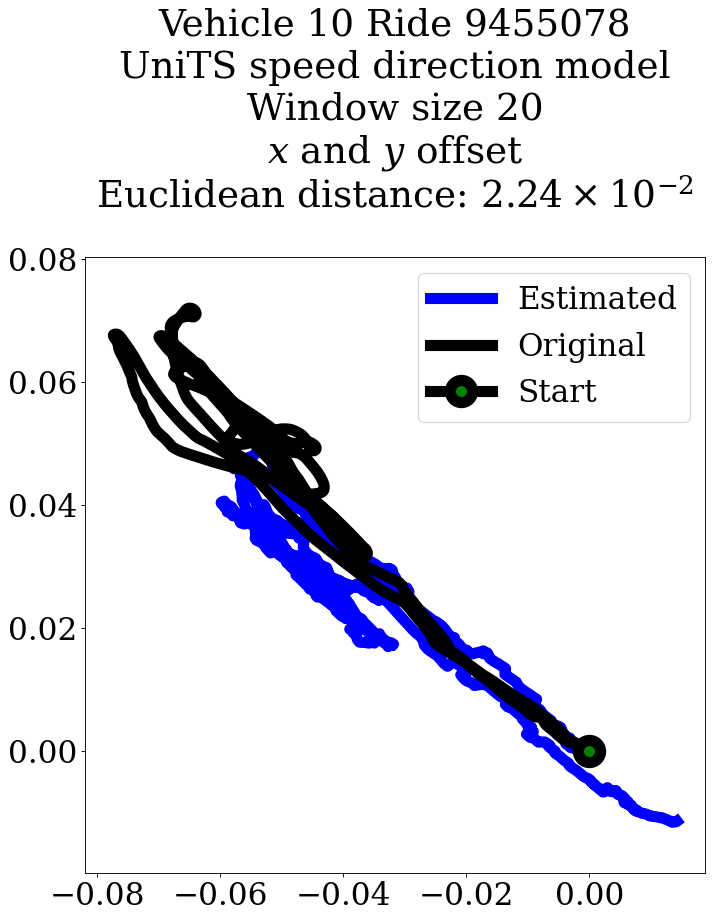 Vehicle 10 Ride 9455078
UniTS speed direction model
Window size 20
x and y offset
Euclidean distance: 2.24 × 10⁻²
0.08
0.06
0.04
0.02
0.00
Estimated
Original
Start
−0.08 −0.06 −0.04 −0.02 0.00